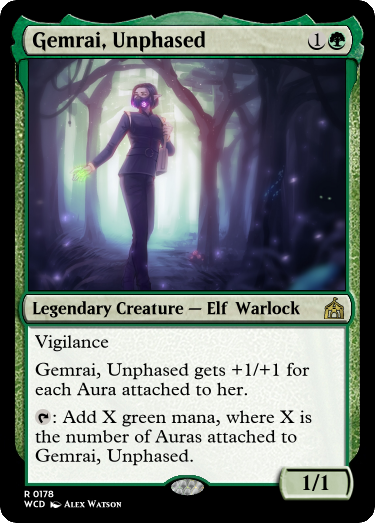 Gemrai, Unphased 1
Legendary Creature — Elf Warlock
Vigilance
Gemrai, Unphased gets +1/+1 for
each Aura attached to her.
: Add X green mana, where X is
the number of Auras attached to
Gemrai, Unphased.
1/1
R 0178
WCD Alex Watson